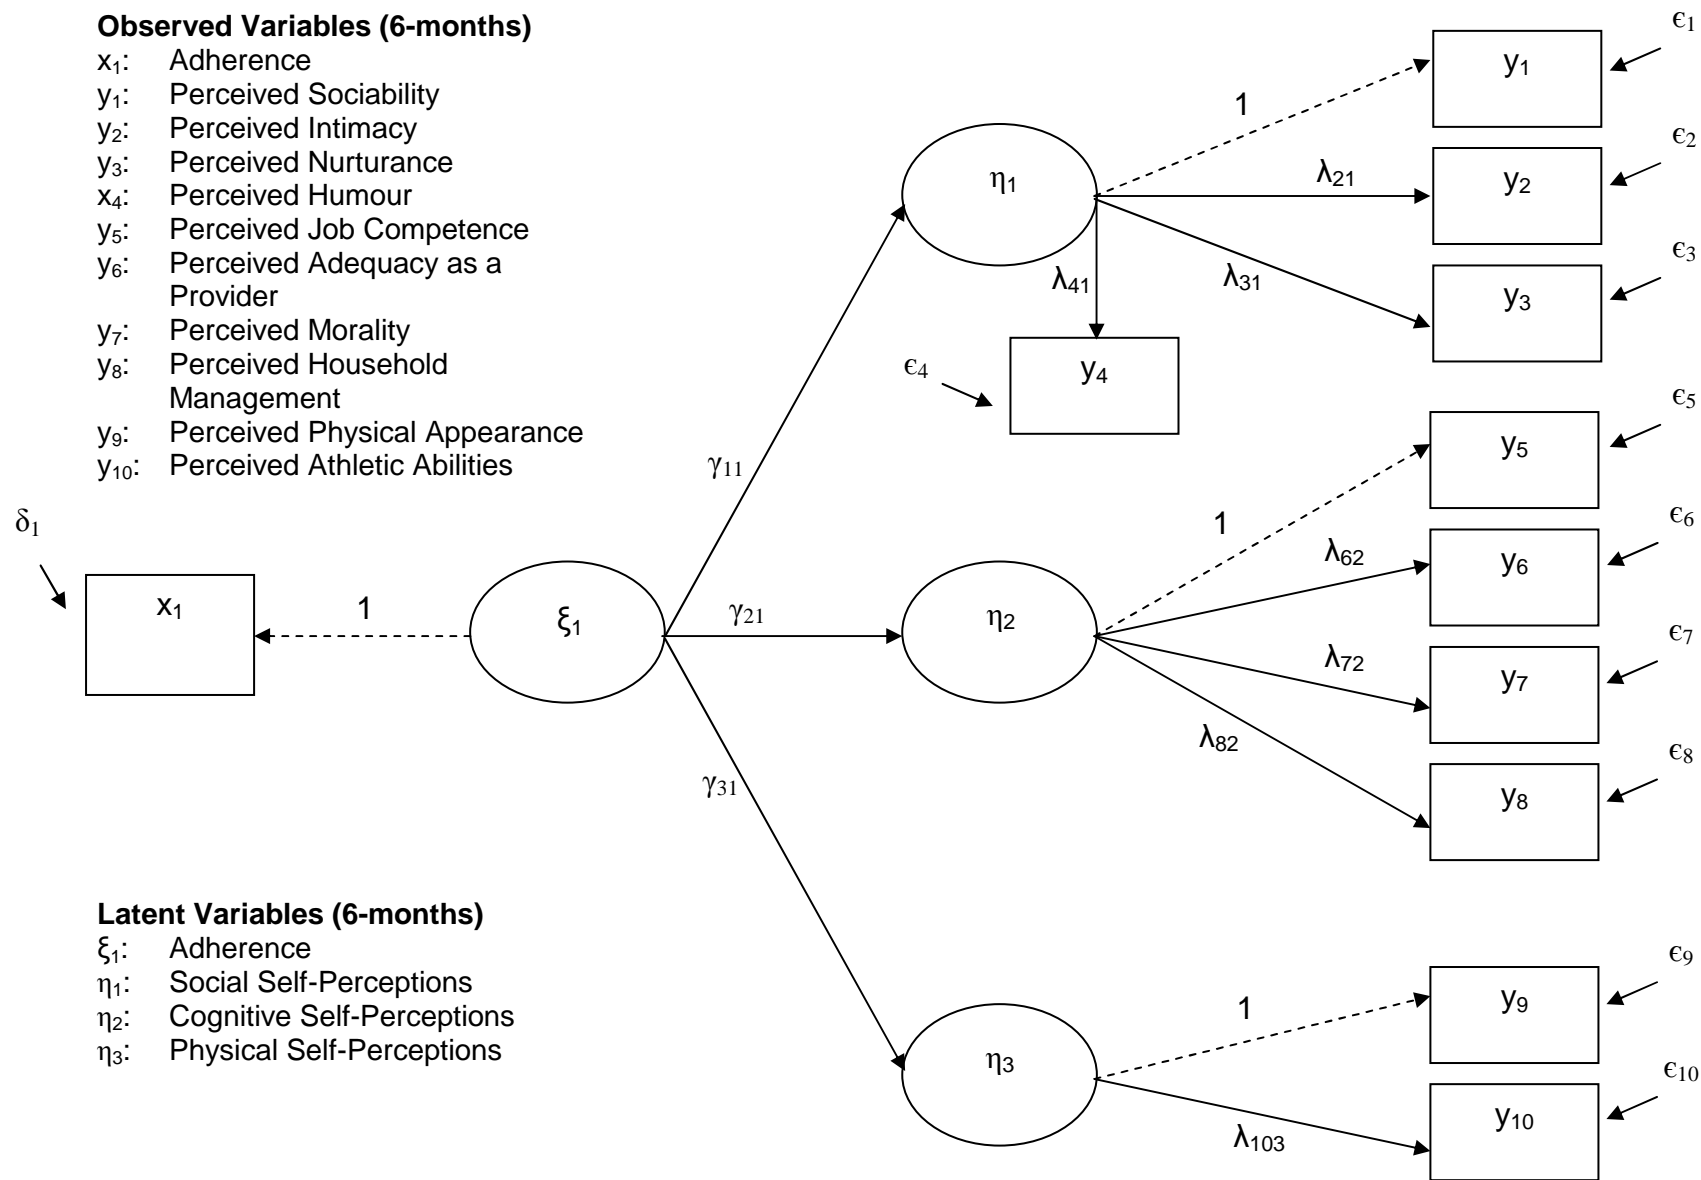 Observed Variables (6-months)
x₁: Adherence
y₁: Perceived Sociability
y₂: Perceived Intimacy
y₃: Perceived Nurturance
x₄: Perceived Humour
y₅: Perceived Job Competence
y₆: Perceived Adequacy as a
Provider
y₇: Perceived Morality
y₈: Perceived Household
Management
y₉: Perceived Physical Appearance
y₁₀: Perceived Athletic Abilities
δ₁
x₁
1
ξ₁
γ₁₁
γ₂₁
γ₃₁
η₁
1
λ₂₁
λ₃₁
λ₄₁
y₁
ϵ₁
y₂
ϵ₂
y₃
ϵ₃
y₄
ϵ₄
η₂
1
λ₆₂
λ₇₂
λ₈₂
y₅
ϵ₅
y₆
ϵ₆
y₇
ϵ₇
y₈
ϵ₈
η₃
1
λ₁₀₃
y₉
ϵ₉
y₁₀
ϵ₁₀
Latent Variables (6-months)
ξ₁: Adherence
η₁: Social Self-Perceptions
η₂: Cognitive Self-Perceptions
η₃: Physical Self-Perceptions